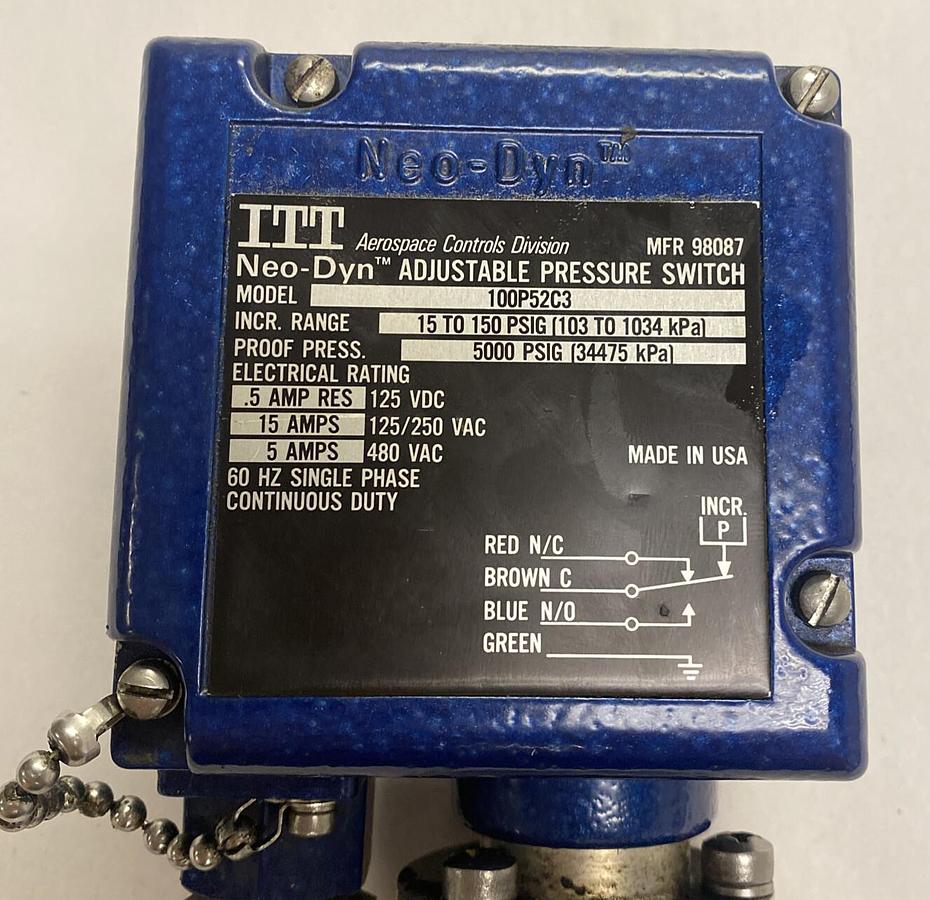 Neo-Dyn™
ITT Aerospace Controls Division MFR 98087
Neo-Dyn™ ADJUSTABLE PRESSURE SWITCH
MODEL 100P52C3
INCR. RANGE 15 TO 150 PSIG (103 TO 1034 kPa)
PROOF PRESS. 5000 PSIG (34475 kPa)
ELECTRICAL RATING
.5 AMP RES 125 VDC
15 AMPS 125/250 VAC
5 AMPS 480 VAC
MADE IN USA
60 HZ SINGLE PHASE
CONTINUOUS DUTY
INCR.
P
RED N/C
BROWN C
BLUE N/O
GREEN